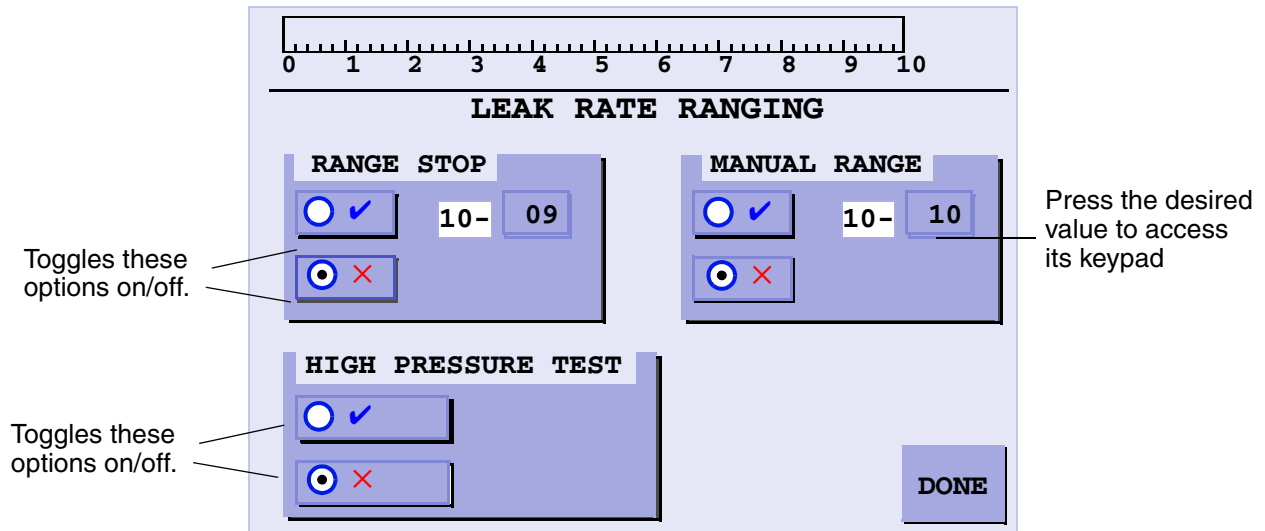 0 1 2 3 4 5 6 7 8 9 10
LEAK RATE RANGING
RANGE STOP
✔ 10- 09
✕
MANUAL RANGE
✔ 10- 10
✕
Toggles these
options on/off.
Press the desired
value to access
its keypad
HIGH PRESSURE TEST
✔
✕
Toggles these
options on/off.
DONE